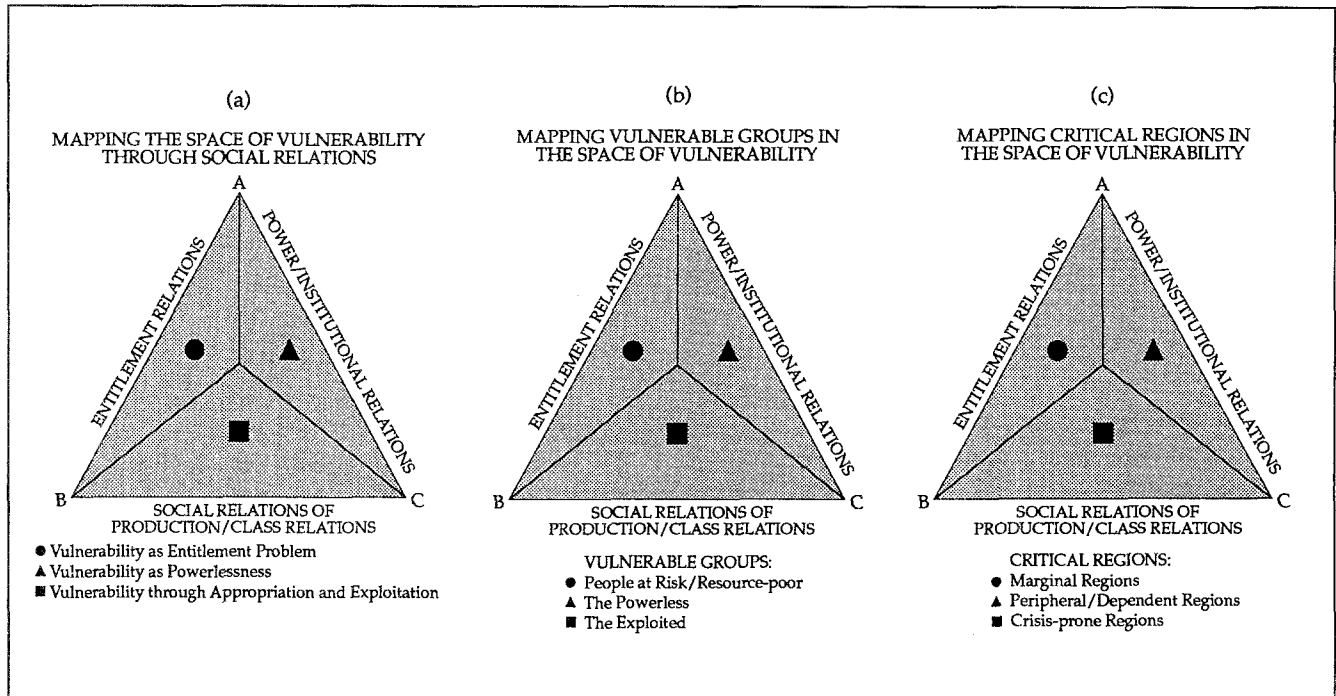 (a)
MAPPING THE SPACE OF VULNERABILITY
THROUGH SOCIAL RELATIONS
A
ENTITLEMENT RELATIONS
POWER/INSTITUTIONAL RELATIONS
B
C
SOCIAL RELATIONS OF
PRODUCTION/CLASS RELATIONS
Vulnerability as Entitlement Problem
Vulnerability as Powerlessness
Vulnerability through Appropriation and Exploitation
(b)
MAPPING VULNERABLE GROUPS IN
THE SPACE OF VULNERABILITY
A
ENTITLEMENT RELATIONS
POWER/INSTITUTIONAL RELATIONS
B
C
SOCIAL RELATIONS OF
PRODUCTION/CLASS RELATIONS
VULNERABLE GROUPS:
People at Risk/Resource-poor
The Powerless
The Exploited
(c)
MAPPING CRITICAL REGIONS IN
THE SPACE OF VULNERABILITY
A
ENTITLEMENT RELATIONS
POWER/INSTITUTIONAL RELATIONS
B
C
SOCIAL RELATIONS OF
PRODUCTION/CLASS RELATIONS
CRITICAL REGIONS:
Marginal Regions
Peripheral/Dependent Regions
Crisis-prone Regions